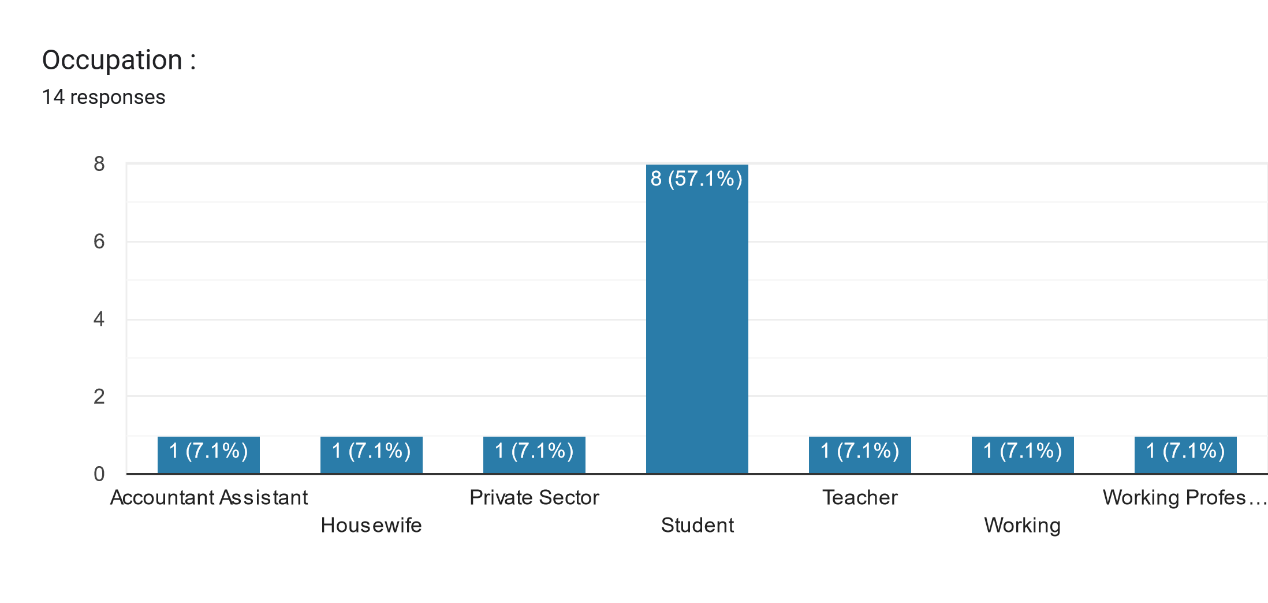 Occupation :
14 responses
8
6
4
2
0
1 (7.1%)
1 (7.1%)
1 (7.1%)
8 (57.1%)
1 (7.1%)
1 (7.1%)
1 (7.1%)
Accountant Assistant
Housewife
Private Sector
Student
Teacher
Working
Working Profes…